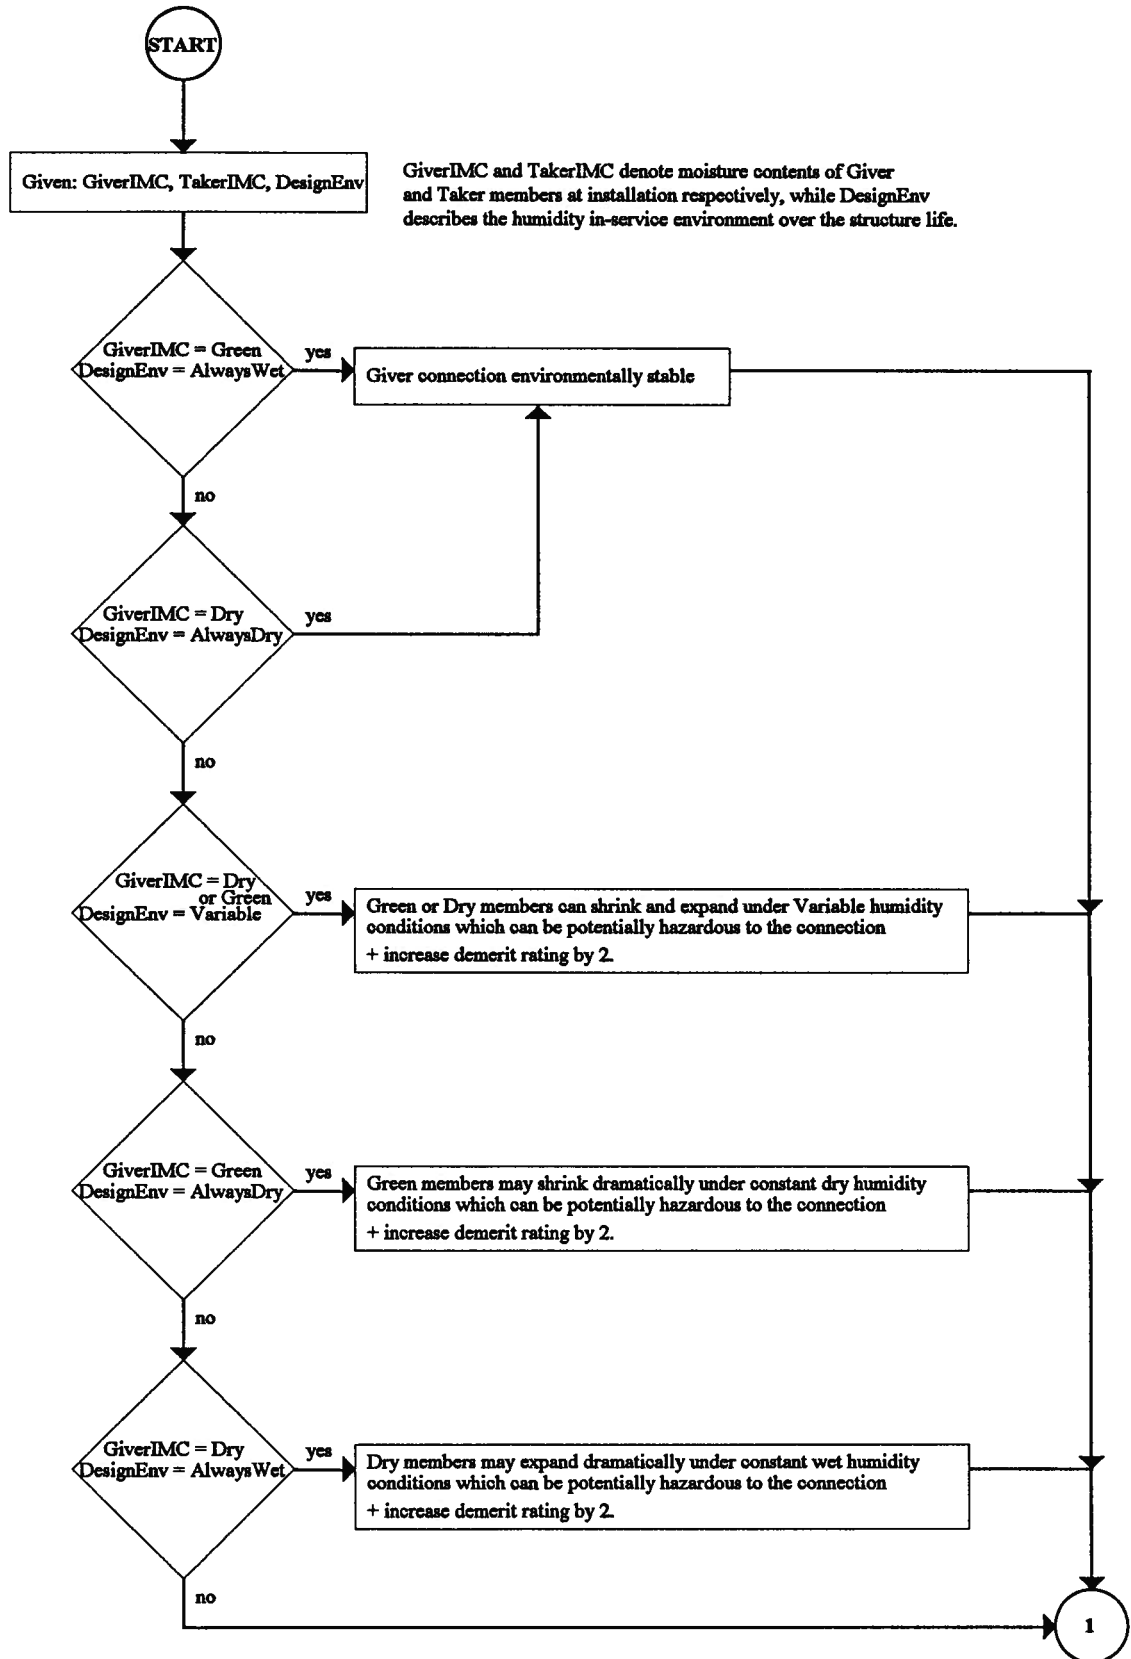 START
Given: GiverIMC, TakerIMC, DesignEnv
GiverIMC and TakerIMC denote moisture contents of Giver
and Taker members at installation respectively, while DesignEnv
describes the humidity in-service environment over the structure life.
GiverIMC = Green
DesignEnv = AlwaysWet
yes
Giver connection environmentally stable
no
GiverIMC = Dry
DesignEnv = AlwaysDry
yes
no
GiverIMC = Dry
or Green
DesignEnv = Variable
yes
Green or Dry members can shrink and expand under Variable humidity
conditions which can be potentially hazardous to the connection
+ increase demerit rating by 2.
no
GiverIMC = Green
DesignEnv = AlwaysDry
yes
Green members may shrink dramatically under constant dry humidity
conditions which can be potentially hazardous to the connection
+ increase demerit rating by 2.
no
GiverIMC = Dry
DesignEnv = AlwaysWet
yes
Dry members may expand dramatically under constant wet humidity
conditions which can be potentially hazardous to the connection
+ increase demerit rating by 2.
no
1